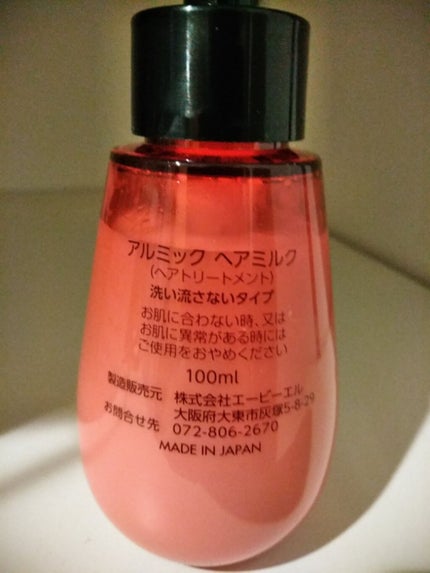 アルミック ヘアミルク
(ヘアトリートメント)
洗い流さないタイプ
お肌に合わない時、又は
お肌に異常がある時には
ご使用をおやめください
100ml
製造販売元 株式会社エービーエル
大阪府大東市灰塚5-8-29
お問合せ先 072-806-2670
MADE IN JAPAN